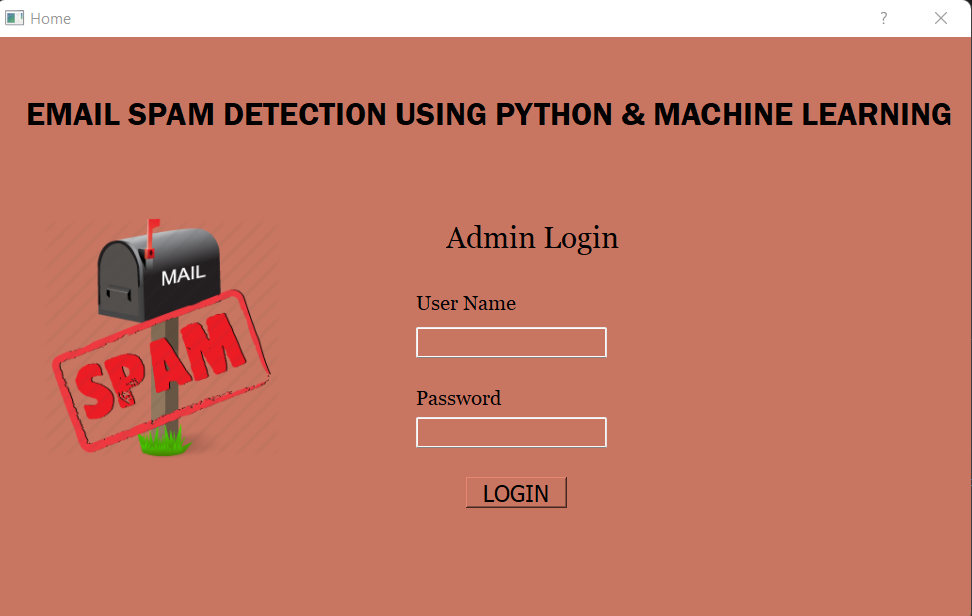 Home
?
EMAIL SPAM DETECTION USING PYTHON & MACHINE LEARNING
MAIL
SPAM
Admin Login
User Name
Password
LOGIN